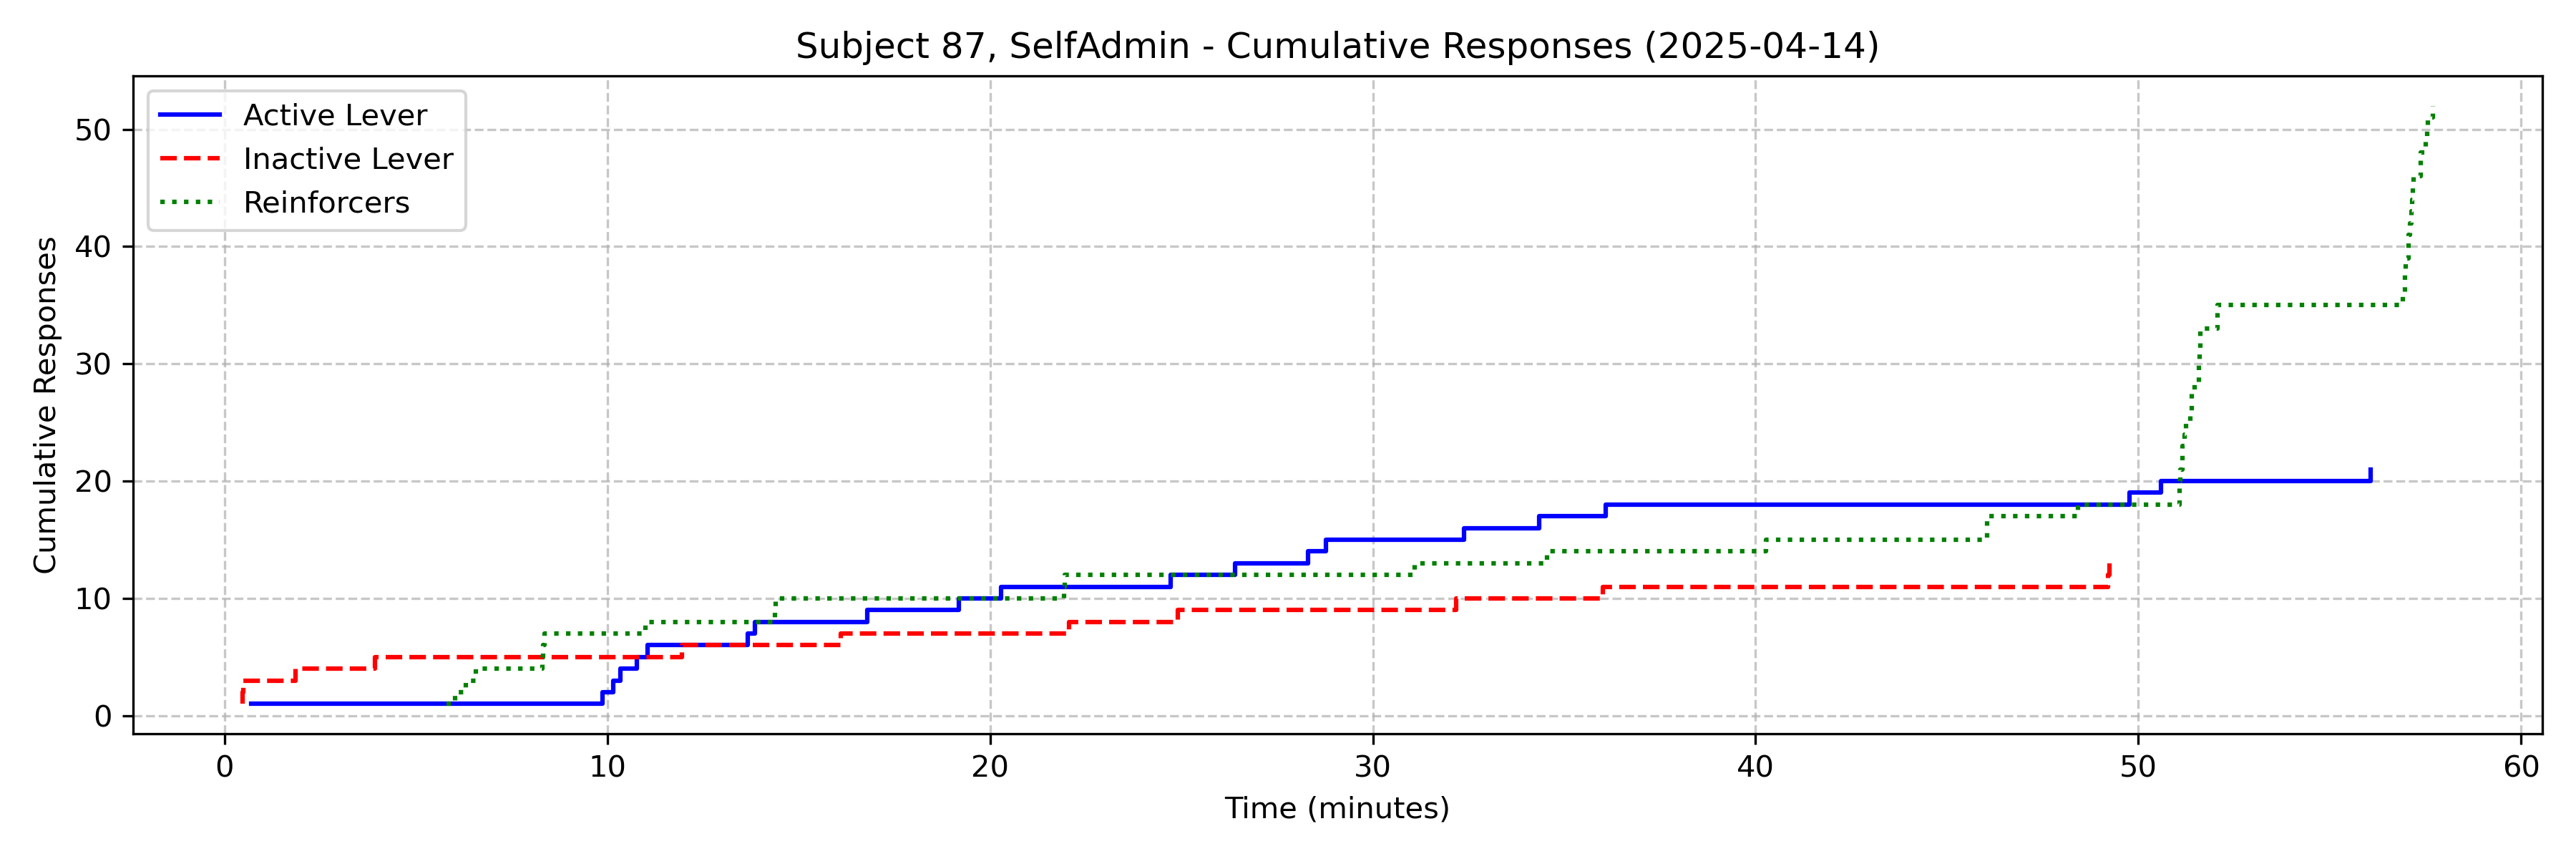 Subject 87, SelfAdmin - Cumulative Responses (2025-04-14)
Active Lever
Inactive Lever
Reinforcers
Cumulative Responses
50
40
30
20
10
0
0 10 20 30 40 50 60
Time (minutes)